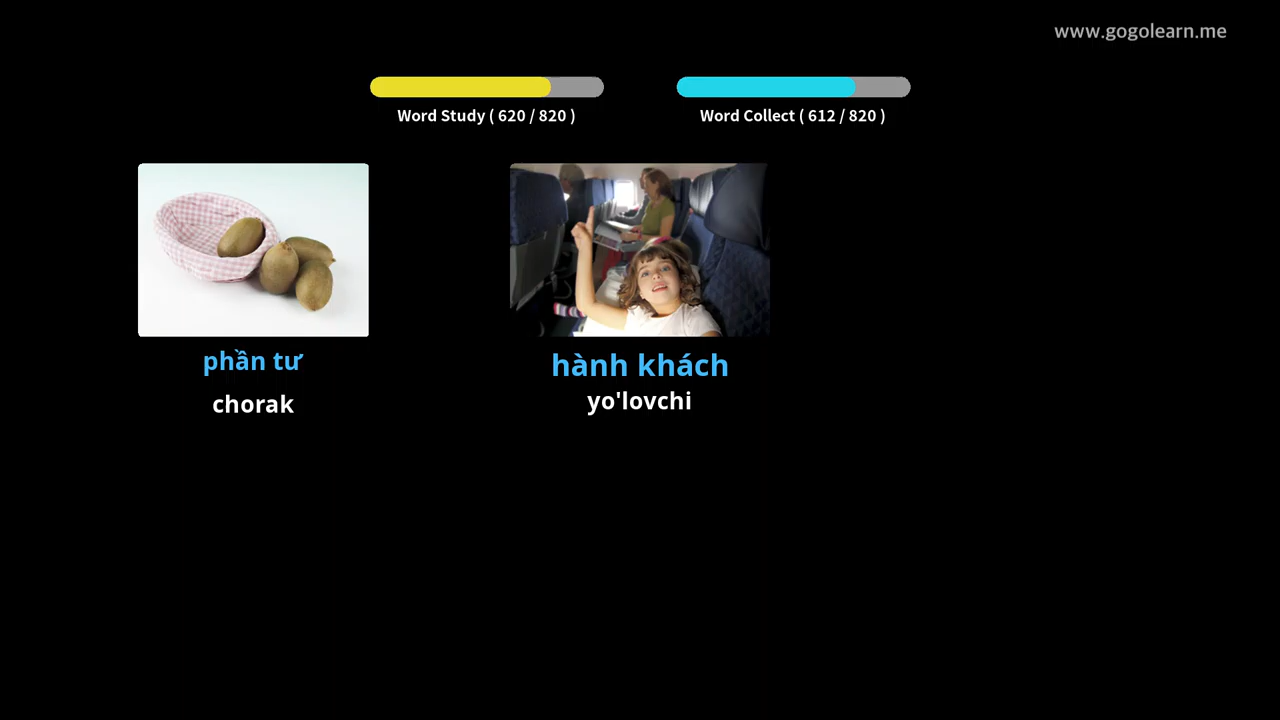 www.gogolearn.me
Word Study ( 620 / 820 )
Word Collect ( 612 / 820 )
phần tư
chorak
hành khách
yo'lovchi